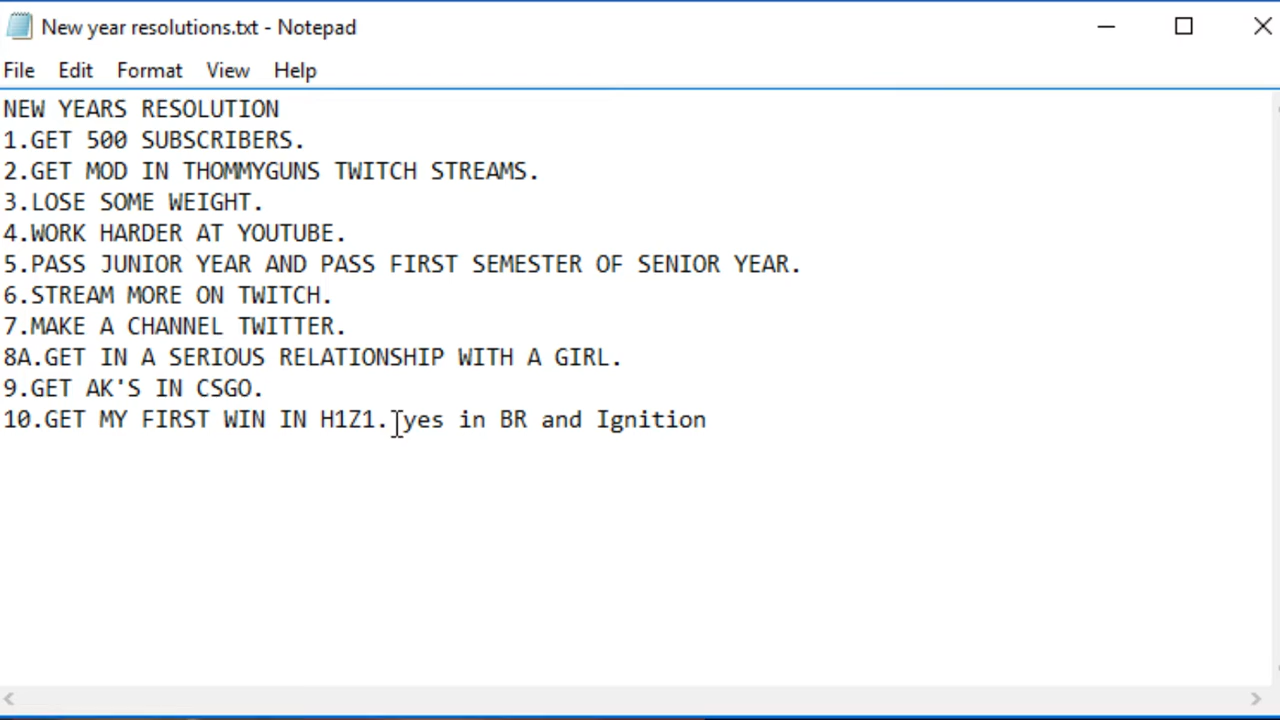 New year resolutions.txt - Notepad
File Edit Format View Help
NEW YEARS RESOLUTION
1.GET 500 SUBSCRIBERS.
2.GET MOD IN THOMMYGUNS TWITCH STREAMS.
3.LOSE SOME WEIGHT.
4.WORK HARDER AT YOUTUBE.
5.PASS JUNIOR YEAR AND PASS FIRST SEMESTER OF SENIOR YEAR.
6.STREAM MORE ON TWITCH.
7.MAKE A CHANNEL TWITTER.
8A.GET IN A SERIOUS RELATIONSHIP WITH A GIRL.
9.GET AK'S IN CSGO.
10.GET MY FIRST WIN IN H1Z1. yes in BR and Ignition